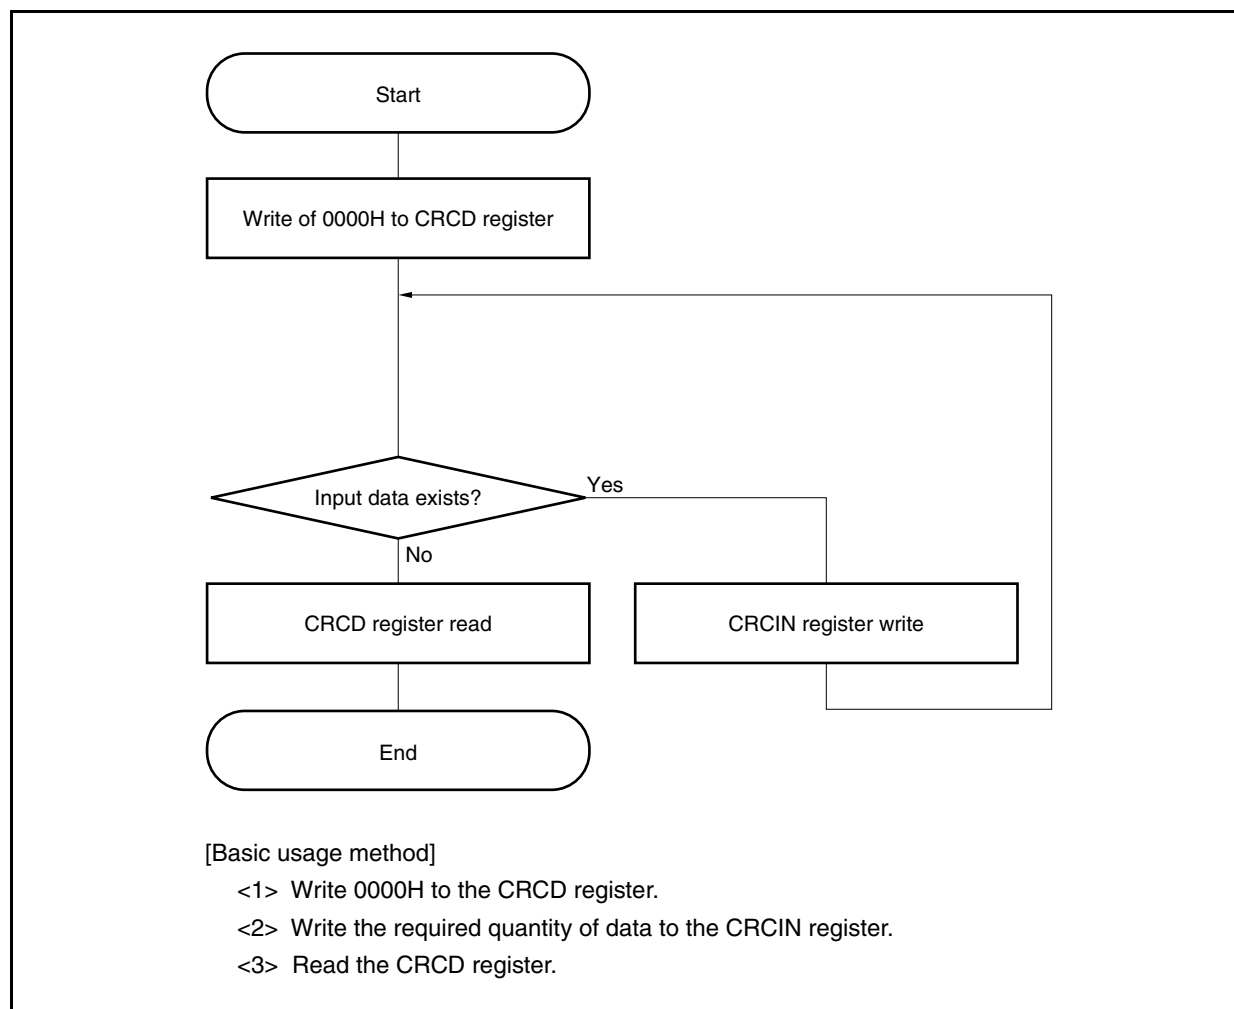 Start
Write of 0000H to CRCD register
Input data exists?
Yes
No
CRCD register read
CRCIN register write
End
[Basic usage method]
<1> Write 0000H to the CRCD register.
<2> Write the required quantity of data to the CRCIN register.
<3> Read the CRCD register.